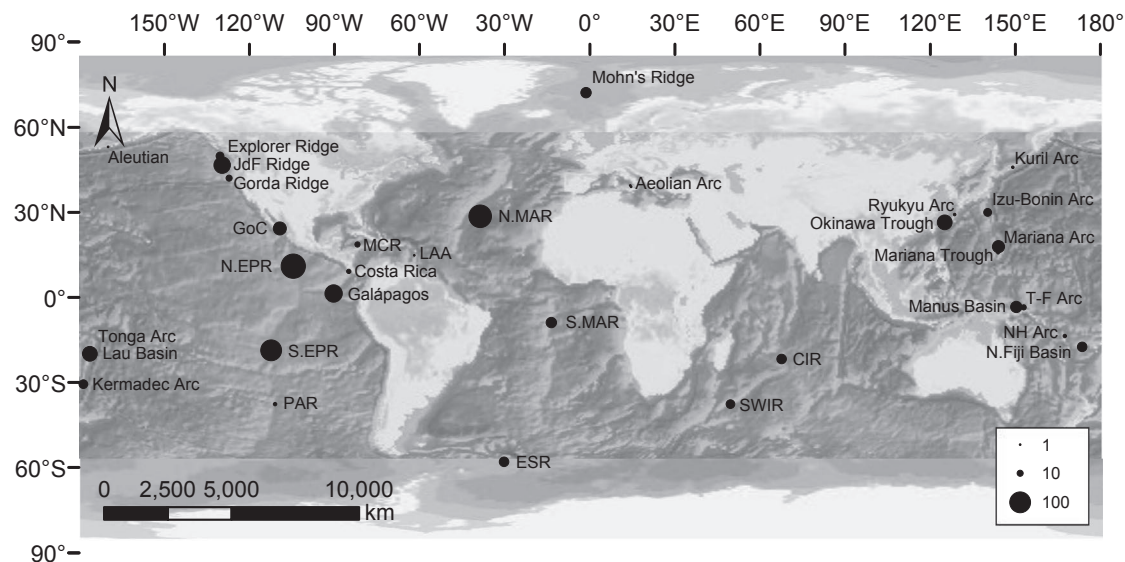 150°W 120°W 90°W 60°W 30°W 0° 30°E 60°E 90°E 120°E 150°E 180°
90°
Mohn's Ridge
N
60°N
Aleutian
Explorer Ridge
JdF Ridge
Gorda Ridge
Kuril Arc
Aeolian Arc
Ryukyu Arc
Izu-Bonin Arc
30°N
N.MAR
Okinawa Trough
GoC
MCR
LAA
Mariana Arc
Mariana Trough
N.EPR
Costa Rica
0°
Galápagos
Manus Basin
T-F Arc
S.MAR
Tonga Arc
Lau Basin
S.EPR
NH Arc
N.Fiji Basin
CIR
30°S
Kermadec Arc
PAR
SWIR
ESR
60°S
0 2,500 5,000 10,000
km
1
10
100
90°